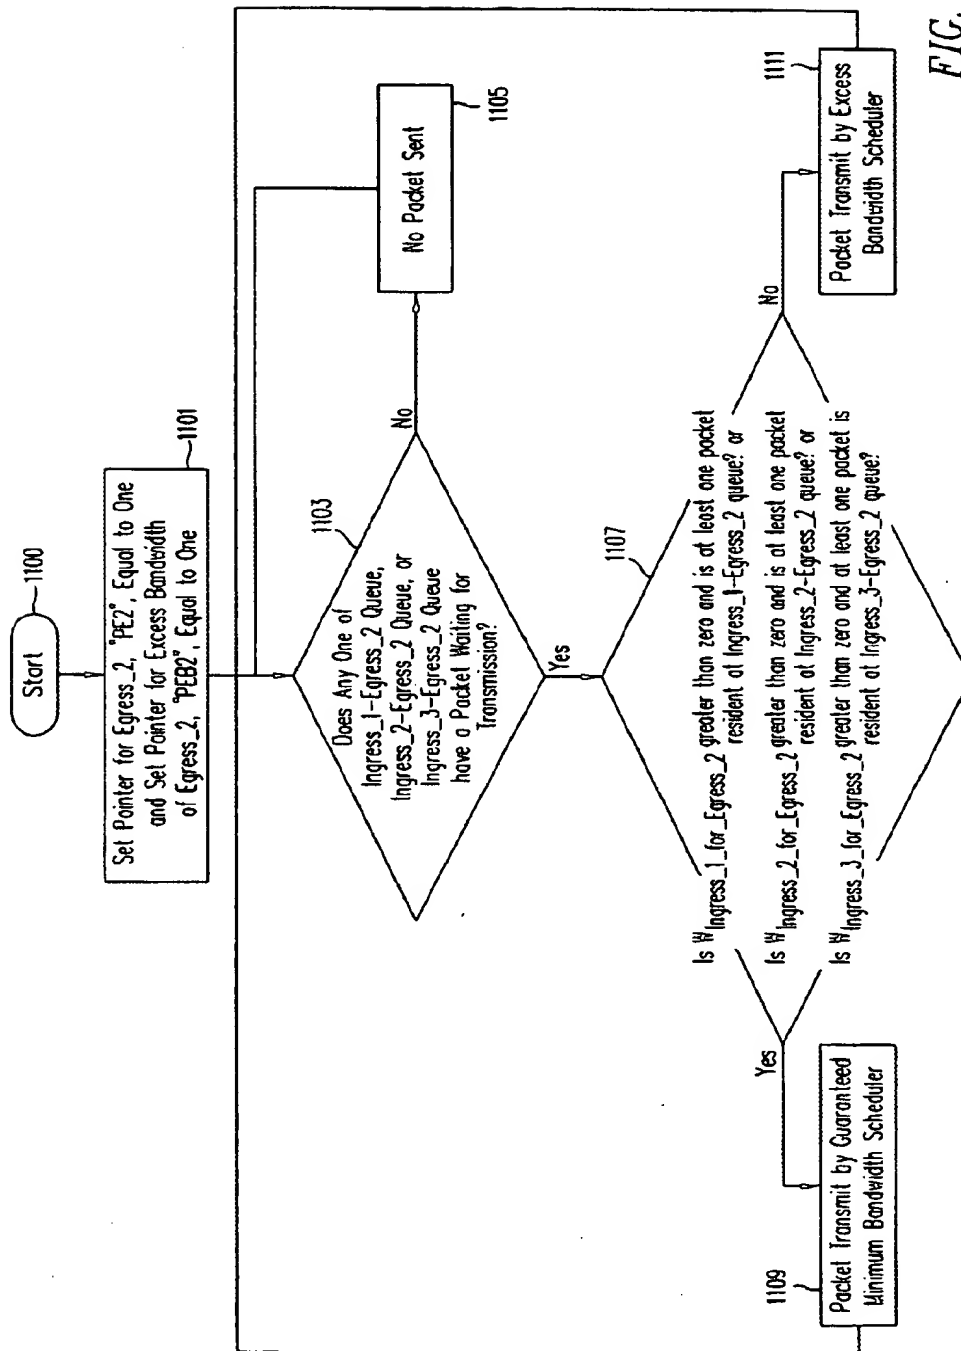 Start
1100
Set Pointer for Egress_2, "PE2", Equal to One
and Set Pointer for Excess Bandwidth
of Egress_2, "PEB2", Equal to One
1101
Does Any One of
Ingress_1-Egress_2 Queue,
Ingress_2-Egress_2 Queue, or
Ingress_3-Egress_2 Queue
have a Packet Waiting for
Transmission?
1103
No
No Packet Sent
1105
Yes
1107
Is WIngress_1_for_Egress_2 greater than zero and is at least one packet
resident at Ingress_1-Egress_2 queue? or
Is WIngress_2_for_Egress_2 greater than zero and is at least one packet
resident at Ingress_2-Egress_2 queue? or
Is WIngress_3_for_Egress_2 greater than zero and at least one packet is
resident at Ingress_3-Egress_2 queue?
Yes
Packet Transmit by Guaranteed
Minimum Bandwidth Scheduler
1109
No
Packet Transmit by Excess
Bandwidth Scheduler
1111
FIG.